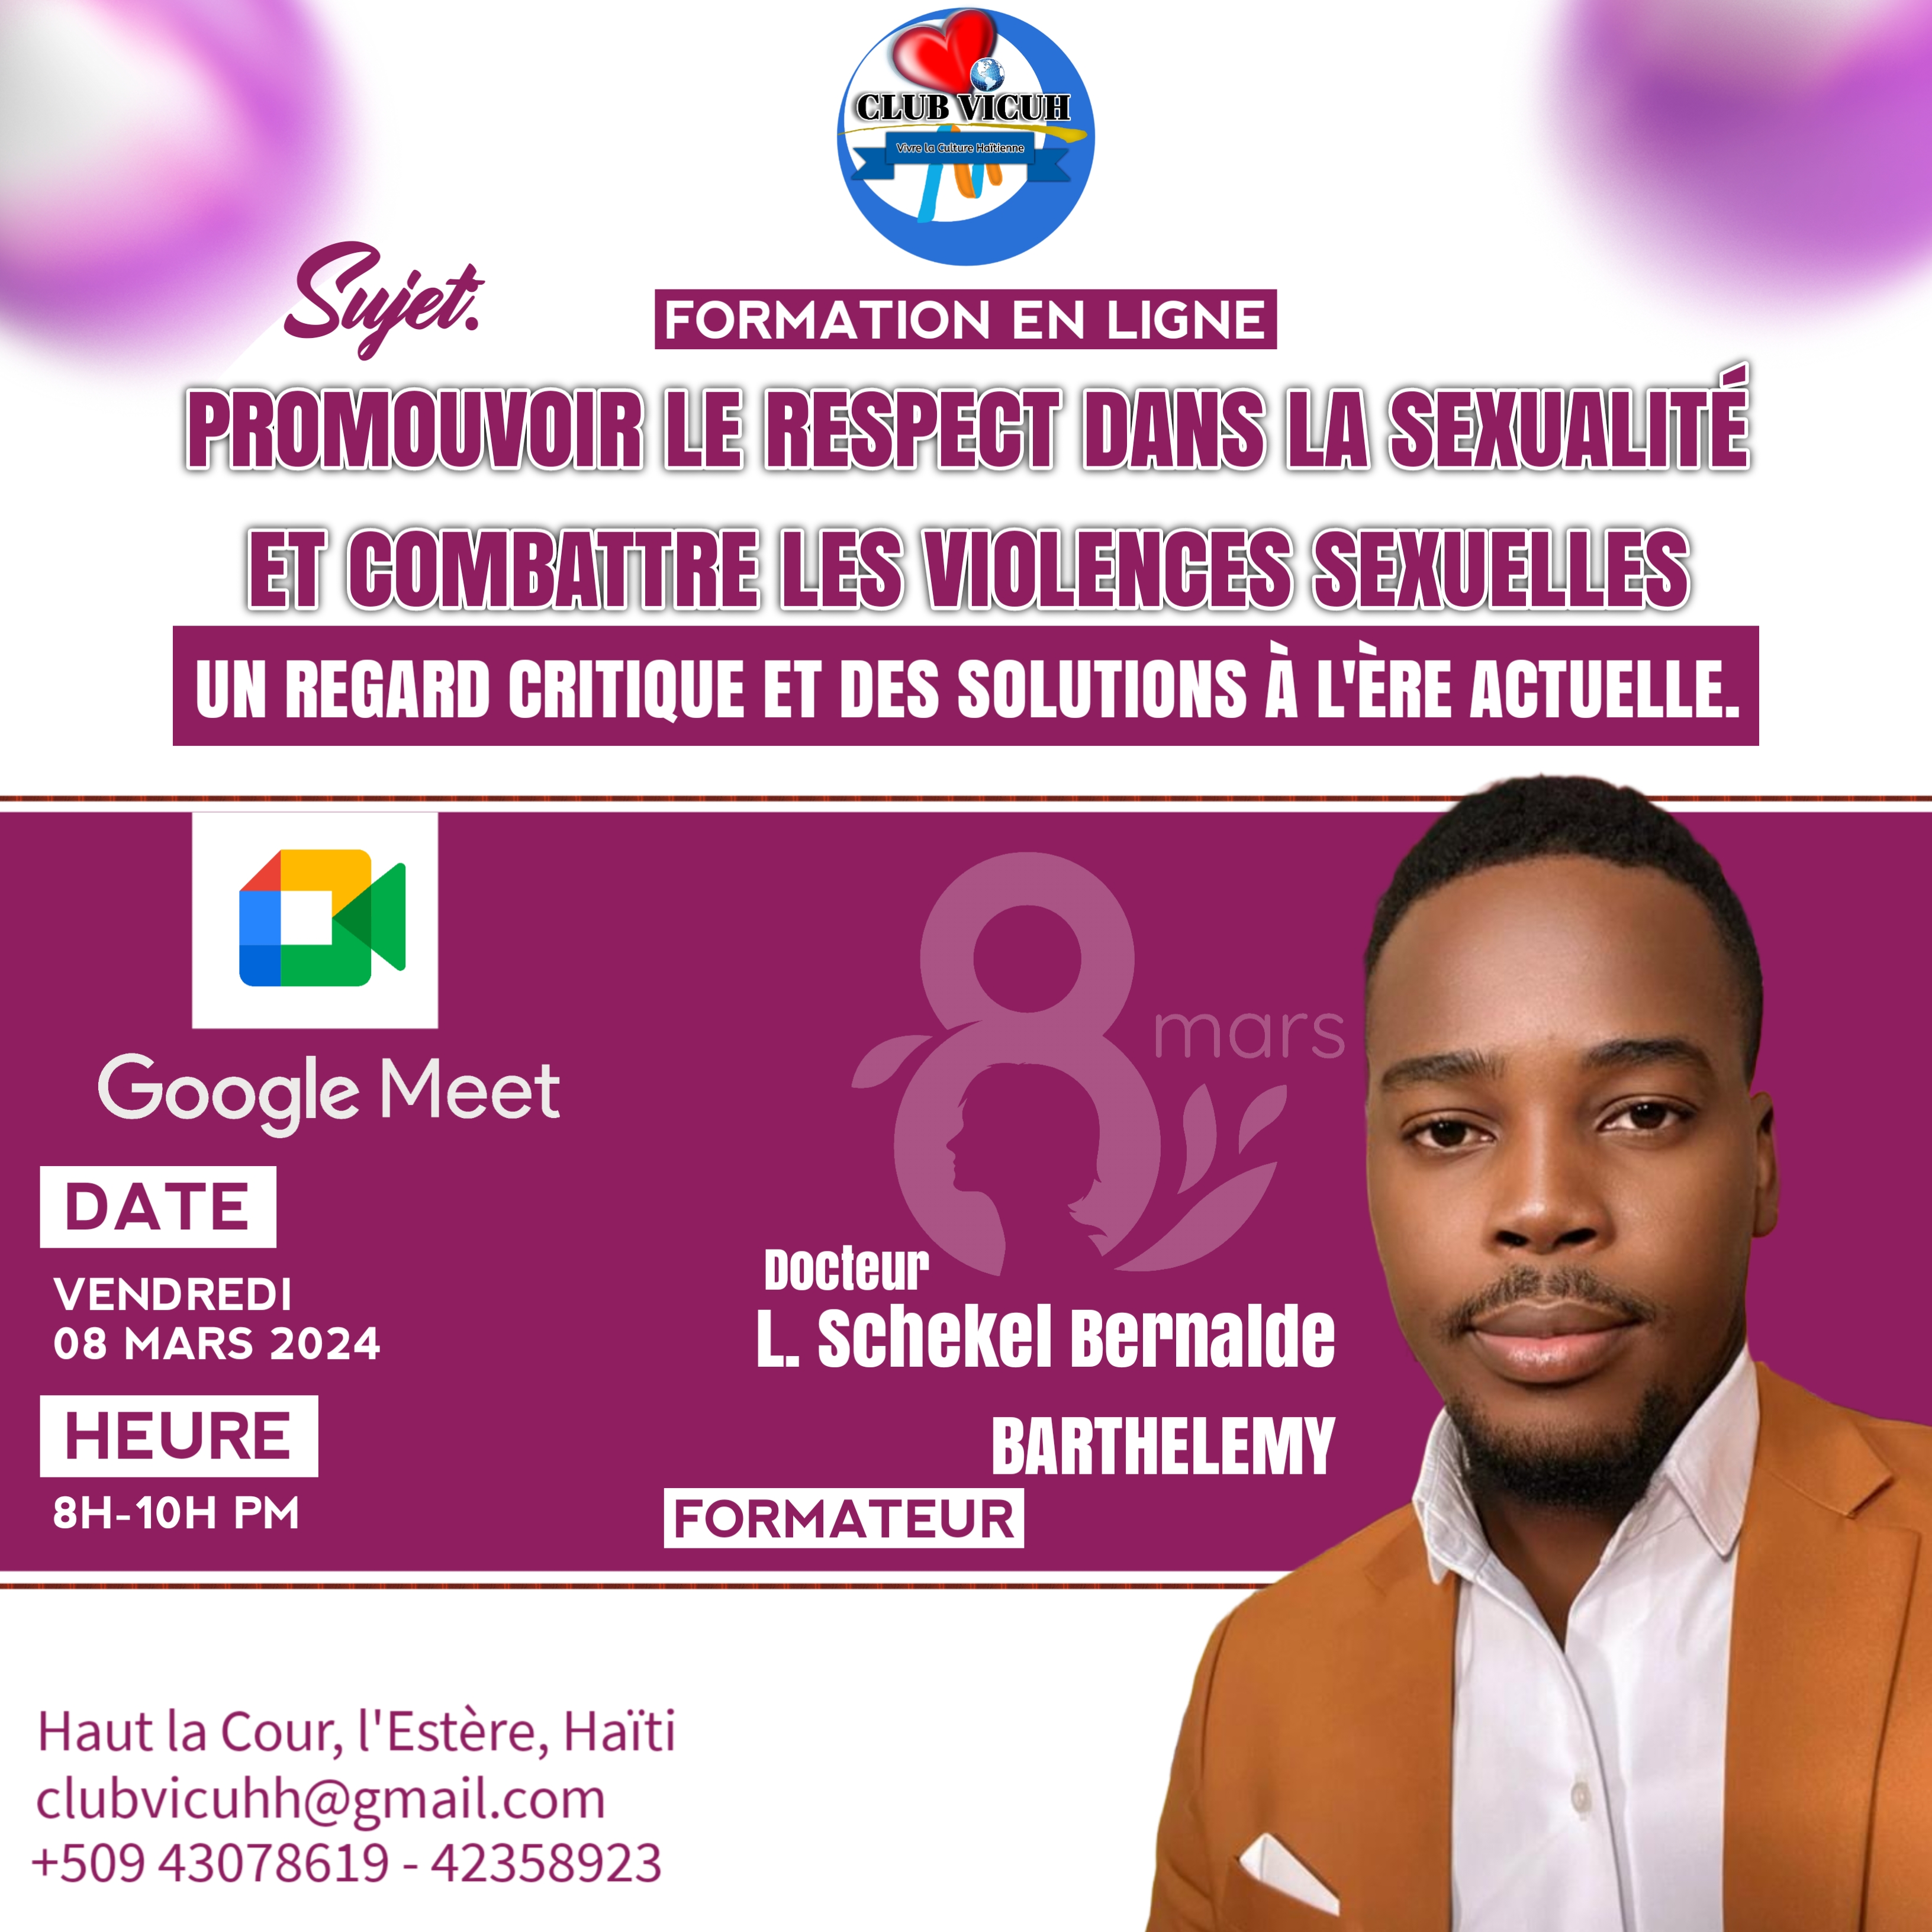 CLUB VICUH
Vivre la Culture Haïtienne
Sujet.
FORMATION EN LIGNE
PROMOUVOIR LE RESPECT DANS LA SEXUALITÉ
ET COMBATTRE LES VIOLENCES SEXUELLES
UN REGARD CRITIQUE ET DES SOLUTIONS À L'ÈRE ACTUELLE.
Google Meet
8 mars
DATE
VENDREDI
08 MARS 2024
HEURE
8H-10H PM
Docteur
L. Schekel Bernalde
BARTHELEMY
FORMATEUR
Haut la Cour, l'Estère, Haïti
clubvicuhh@gmail.com
+509 43078619 - 42358923